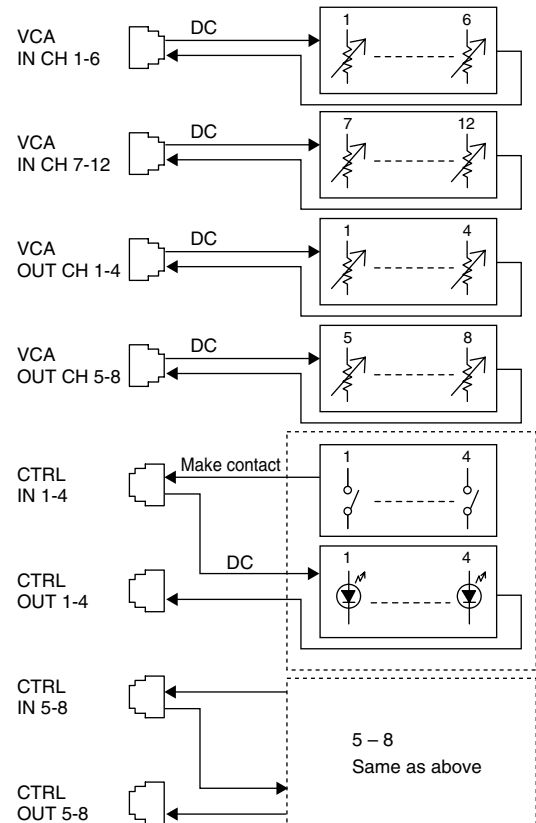 VCA
IN CH 1-6
DC
1
6
VCA
IN CH 7-12
DC
7
12
VCA
OUT CH 1-4
DC
1
4
VCA
OUT CH 5-8
DC
5
8
CTRL
IN 1-4
Make contact
1
4
DC
1
4
CTRL
OUT 1-4
CTRL
IN 5-8
5 – 8
Same as above
CTRL
OUT 5-8